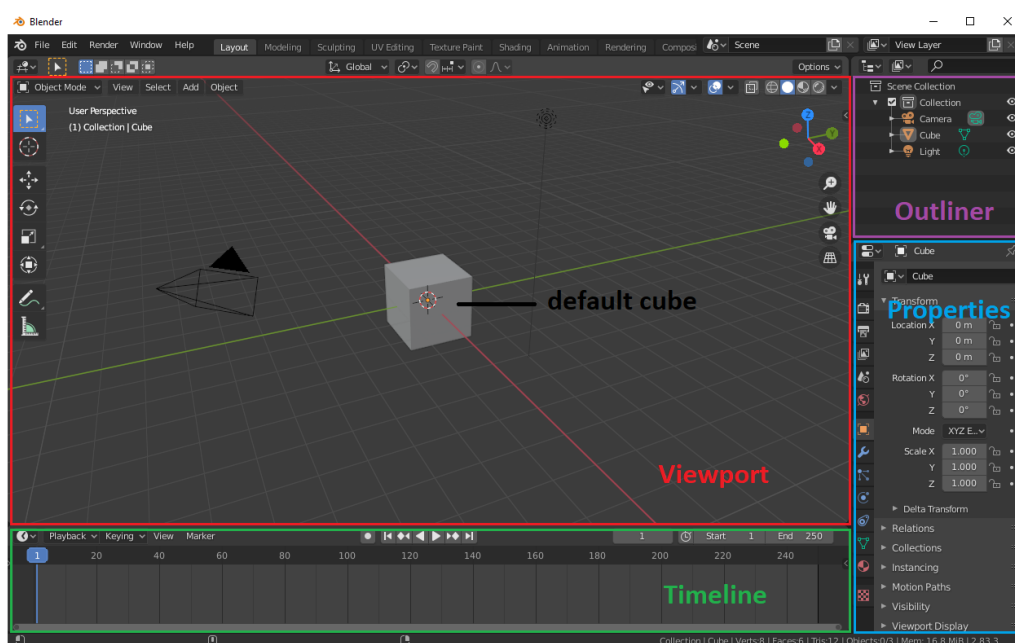 Blender
File Edit Render Window Help Layout Modeling Sculpting UV Editing Texture Paint Shading Animation Rendering Composi Scene View Layer
Global Options
Object Mode View Select Add Object
User Perspective
(1) Collection | Cube
Z
Y
X
default cube
Viewport
Scene Collection
Collection
Camera
Cube
Light
Outliner
Cube
Cube
Transform
Properties
Location X 0 m
Y 0 m
Z 0 m
Rotation X 0°
Y 0°
Z 0°
Mode XYZ E...
Scale X 1.000
Y 1.000
Z 1.000
Delta Transform
Relations
Collections
Instancing
Motion Paths
Visibility
Viewport Display
Playback Keying View Marker 1 Start 1 End 250
1 20 40 60 80 100 120 140 160 180 200 220 240
Timeline
Collection | Cube | Verts:8 | Faces:6 | Tris:12 | Objects:0/3 | Mem: 16.8 MiB | 2.83.3